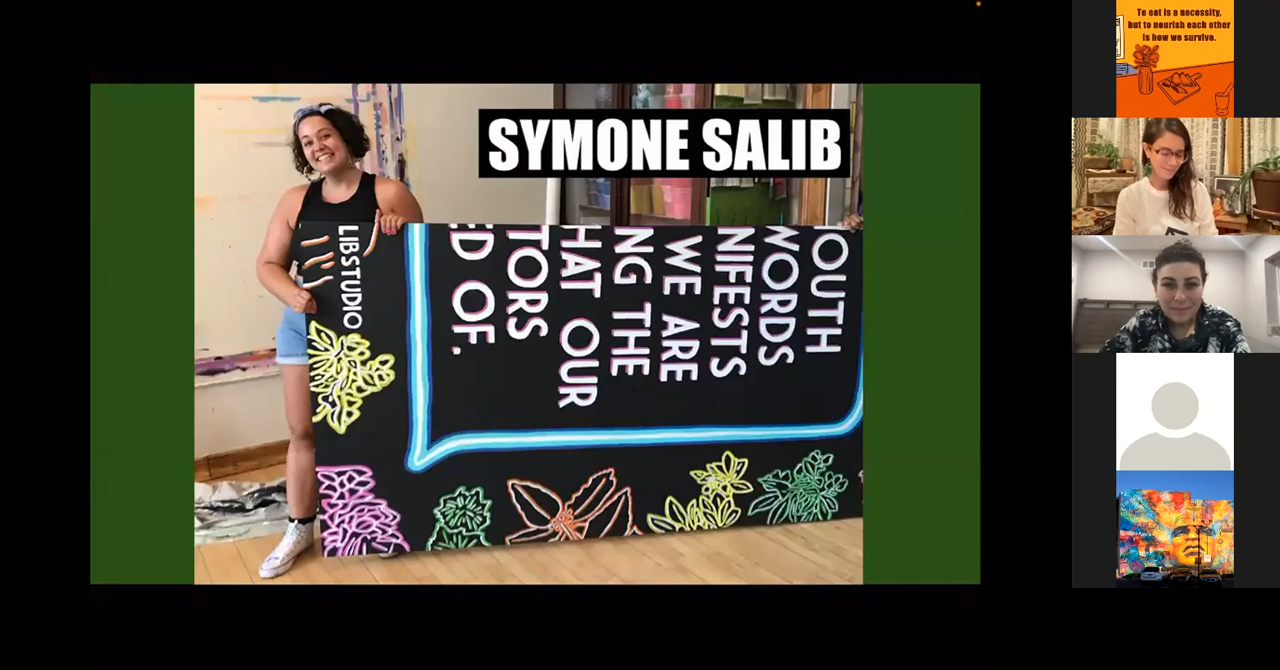 SYMONE SALIB
OUTH
WORDS
NIFESTS
WE ARE
NG THE
HAT OUR
TORS
ED OF.
LIBSTUDIO
To eat is a necessity,
but to nourish each other
is how we survive.